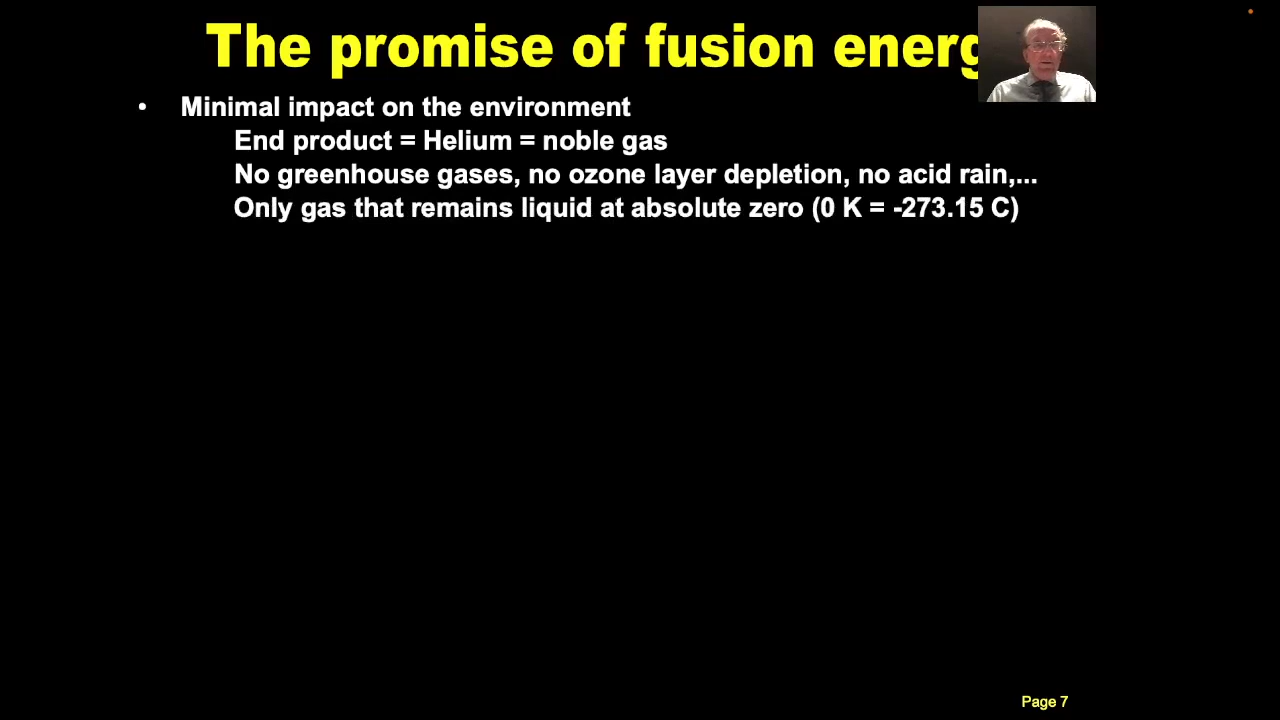 The promise of fusion energ
• Minimal impact on the environment
End product = Helium = noble gas
No greenhouse gases, no ozone layer depletion, no acid rain,...
Only gas that remains liquid at absolute zero (0 K = -273.15 C)
Page 7